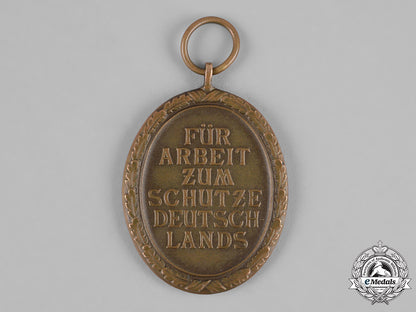 FÜR
ARBEIT
ZUM
SCHUTZE
DEUTSCH
LANDS
eMedals